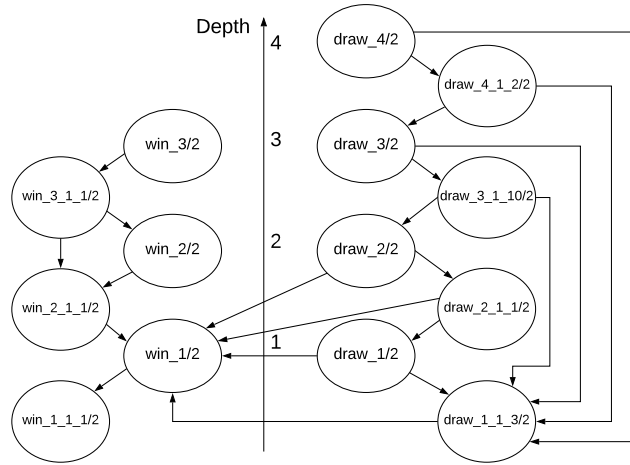 Depth
4
draw_4/2
draw_4_1_2/2
3
win_3/2
draw_3/2
win_3_1_1/2
draw_3_1_10/2
2
win_2/2
draw_2/2
win_2_1_1/2
draw_2_1_1/2
1
win_1/2
draw_1/2
win_1_1_1/2
draw_1_1_3/2